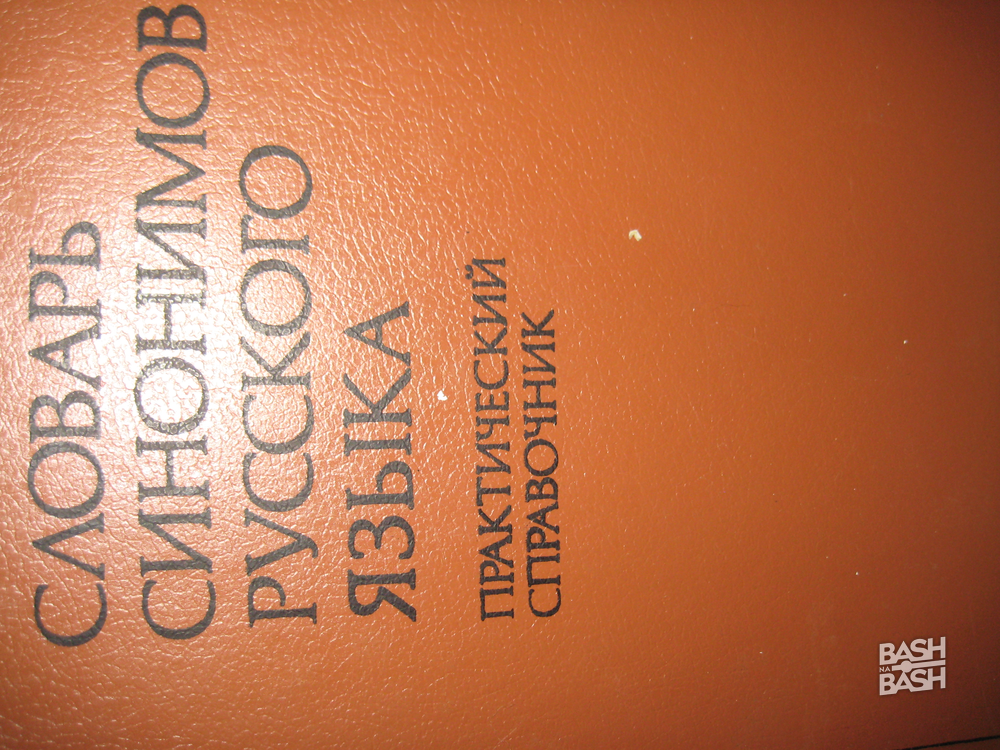 СЛОВАРЬ
СИНОНИМОВ
РУССКОГО
ЯЗЫКА
ПРАКТИЧЕСКИЙ
СПРАВОЧНИК
BASH
NA
BASH